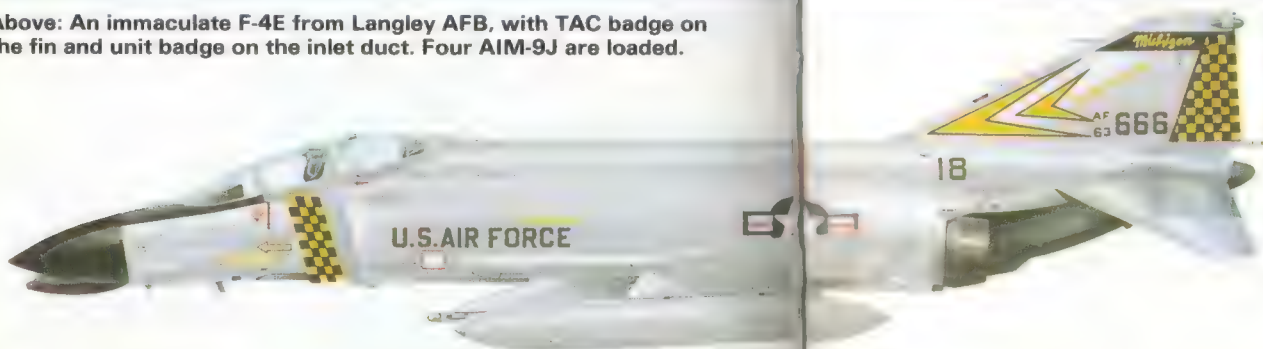 Above: An immaculate F-4E from Langley AFB, with TAC badge on
the fin and unit badge on the inlet duct. Four AIM-9J are loaded.
Michigan
AF
63 666
18
U.S. AIR FORCE